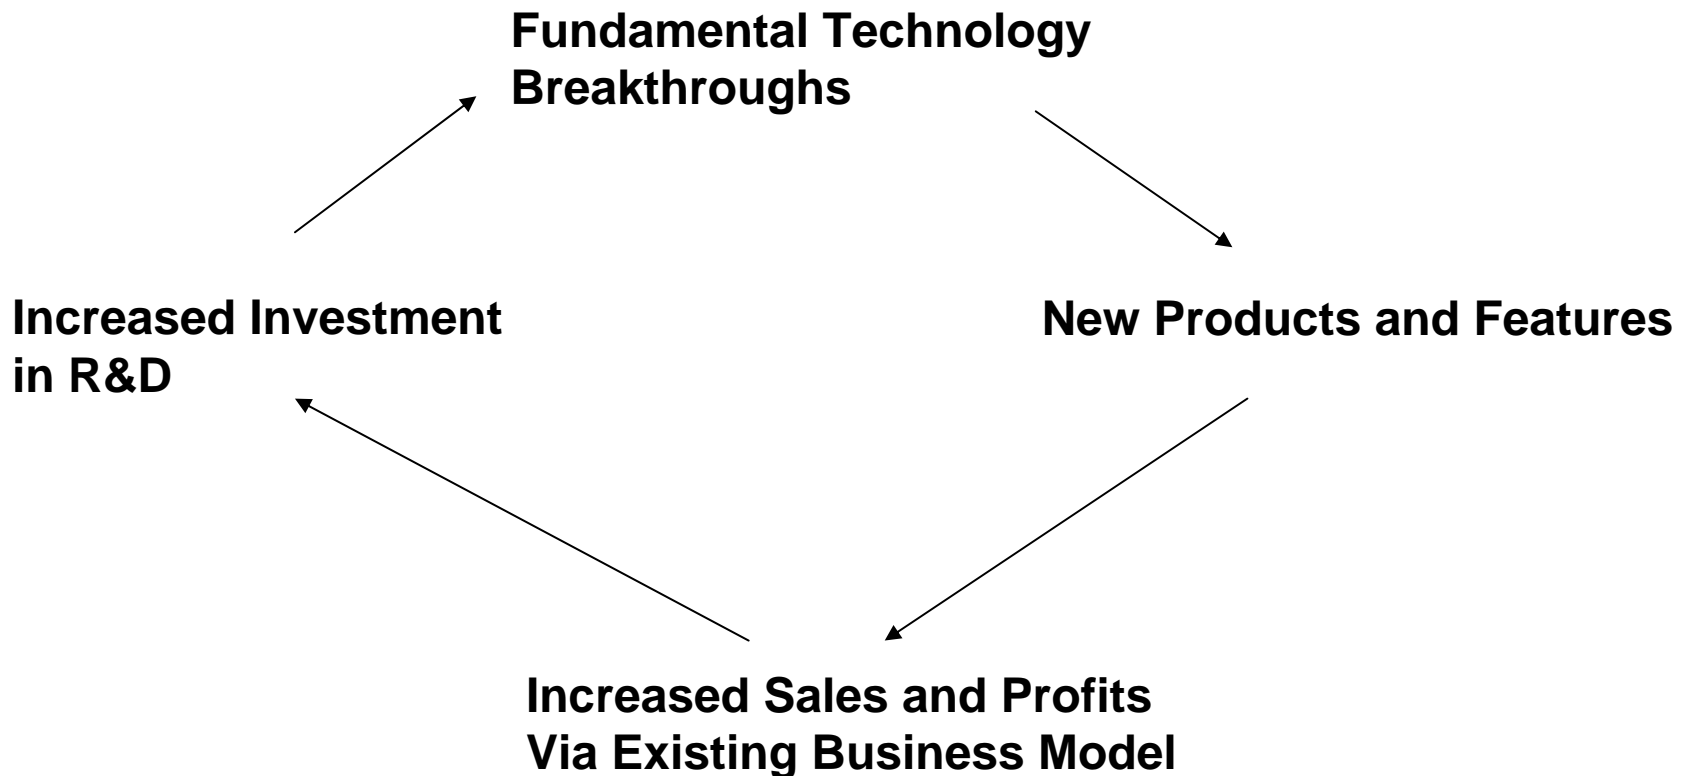 Fundamental Technology
Breakthroughs
Increased Investment
in R&D
New Products and Features
Increased Sales and Profits
Via Existing Business Model